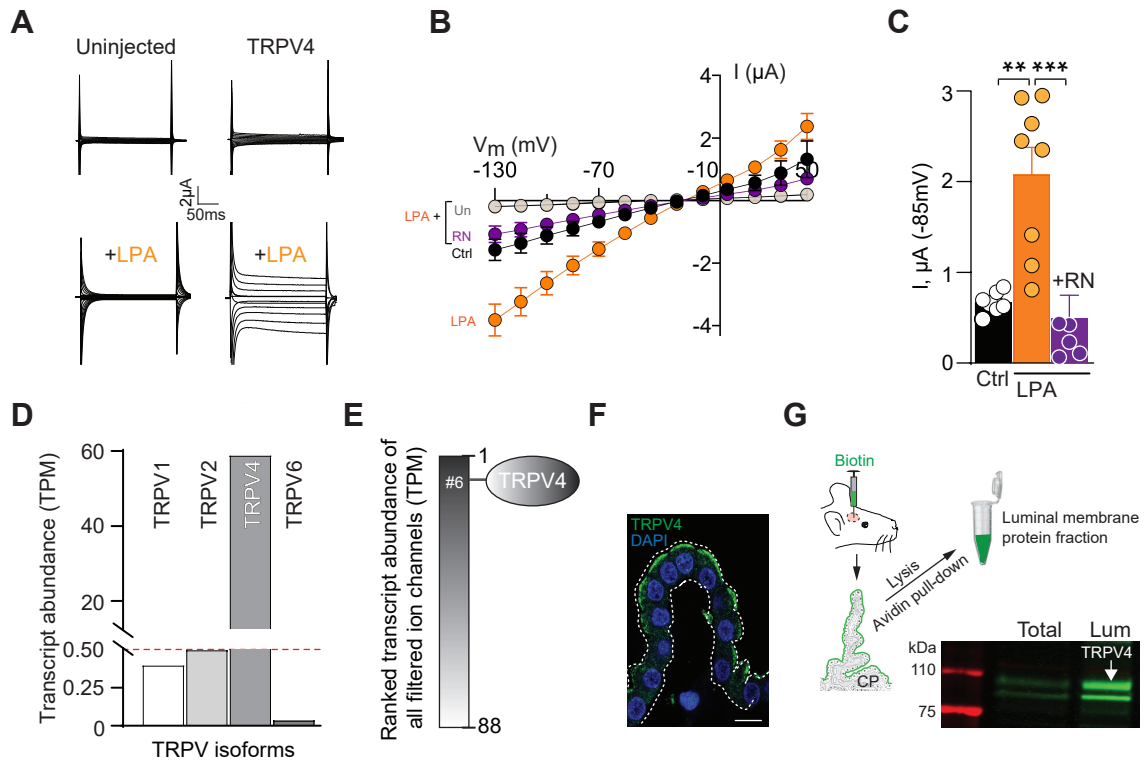 A
Uninjected
TRPV4
2µA
50ms
+LPA
+LPA
B
I (µA)
4
2
-2
-4
Vm (mV)
-130
-70
-10
50
LPA +
Un
RN
Ctrl
LPA
C
I, µA (-85mV)
3
2
1
0
** ***
+RN
Ctrl
LPA
D
Transcript abundance (TPM)
60
40
20
0.50
0.25
0
TRPV1
TRPV2
TRPV4
TRPV6
TRPV isoforms
E
Ranked transcript abundance of
all filtered ion channels (TPM)
1
#6
TRPV4
88
F
TRPV4
DAPI
G
Biotin
Lysis
Avidin pull-down
Luminal membrane
protein fraction
CP
kDa
110
75
Total
Lum
TRPV4